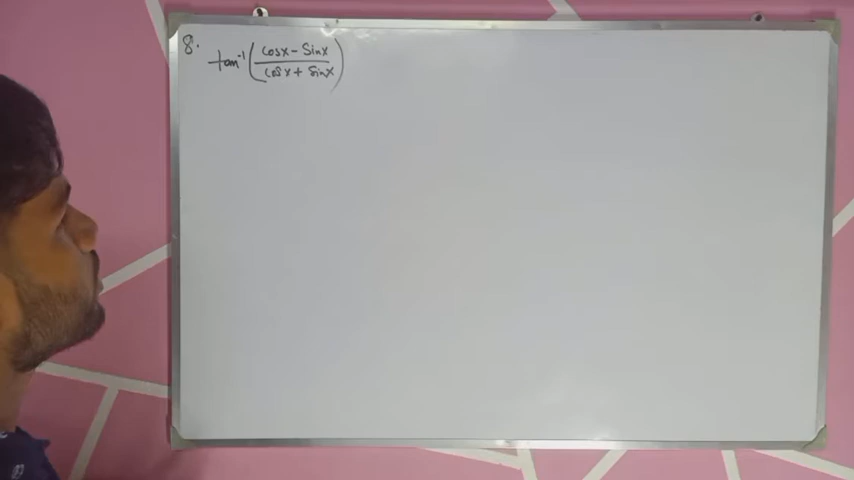 8. tan⁻¹ ( (cosx - Sinx) / (cosx + Sinx) )